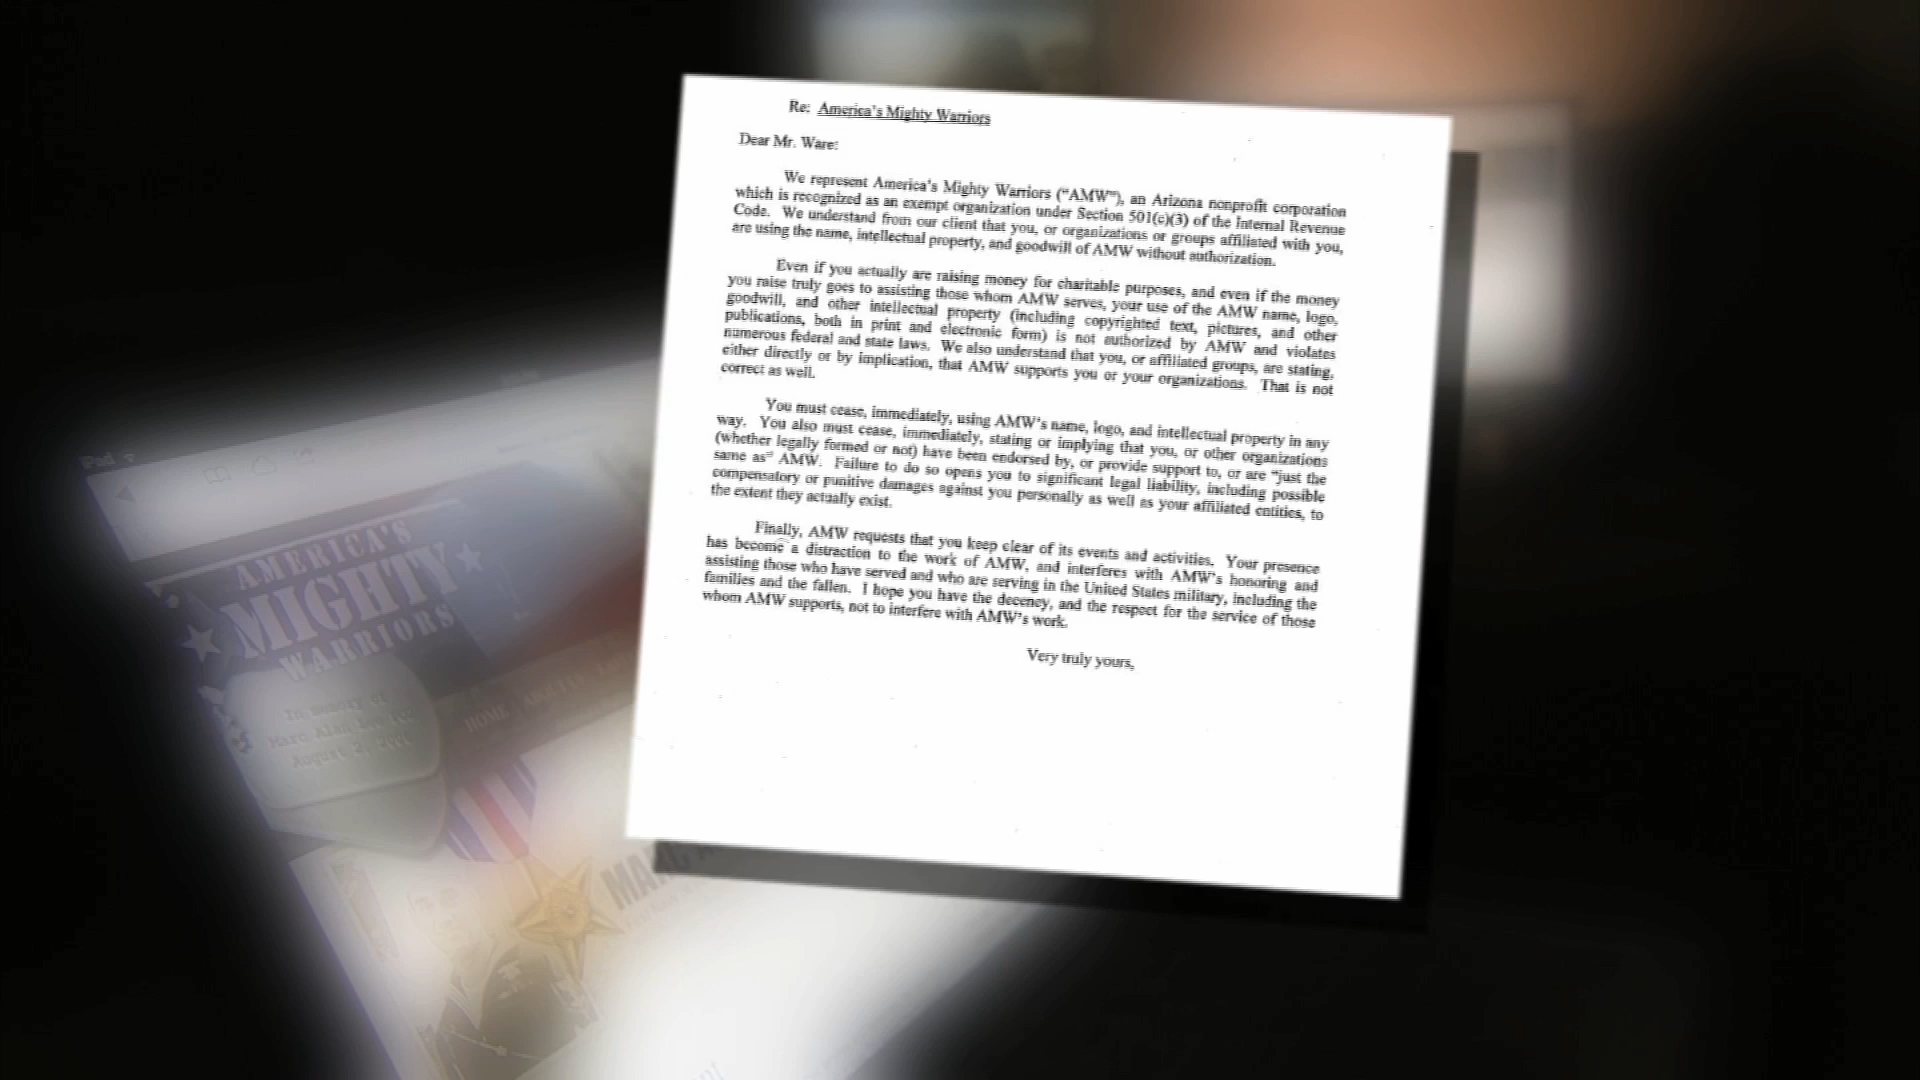 Re: America's Mighty Warriors
Dear Mr. Ware:
We represent America's Mighty Warriors ("AMW"), an Arizona nonprofit corporation
which is recognized as an exempt organization under Section 501(c)(3) of the Internal Revenue
Code. We understand from our client that you, or organizations or groups affiliated with you,
are using the name, intellectual property, and goodwill of AMW without authorization.
Even if you actually are raising money for charitable purposes, and even if the money
you raise truly goes to assisting those whom AMW serves, your use of the AMW name, logo,
goodwill, and other intellectual property (including copyrighted text, pictures, and other
publications, both in print and electronic form) is not authorized by AMW and violates
numerous federal and state laws. We also understand that you, or affiliated groups, are stating,
either directly or by implication, that AMW supports you or your organizations. That is not
correct as well.
You must cease, immediately, using AMW's name, logo, and intellectual property in any
way. You also must cease, immediately, stating or implying that you, or other organizations
(whether legally formed or not) have been endorsed by, or provide support to, or are "just the
same as" AMW. Failure to do so opens you to significant legal liability, including possible
compensatory or punitive damages against you personally as well as your affiliated entities, to
the extent they actually exist.
Finally, AMW requests that you keep clear of its events and activities. Your presence
has become a distraction to the work of AMW, and interferes with AMW's honoring and
assisting those who have served and who are serving in the United States military, including the
families and the fallen. I hope you have the decency, and the respect for the service of those
whom AMW supports, not to interfere with AMW's work.
Very truly yours,
iPad
AMERICA'S
MIGHTY
WARRIORS
In memory of
Marc Alan Lee
August 2,
HOME ABOUT
MARC